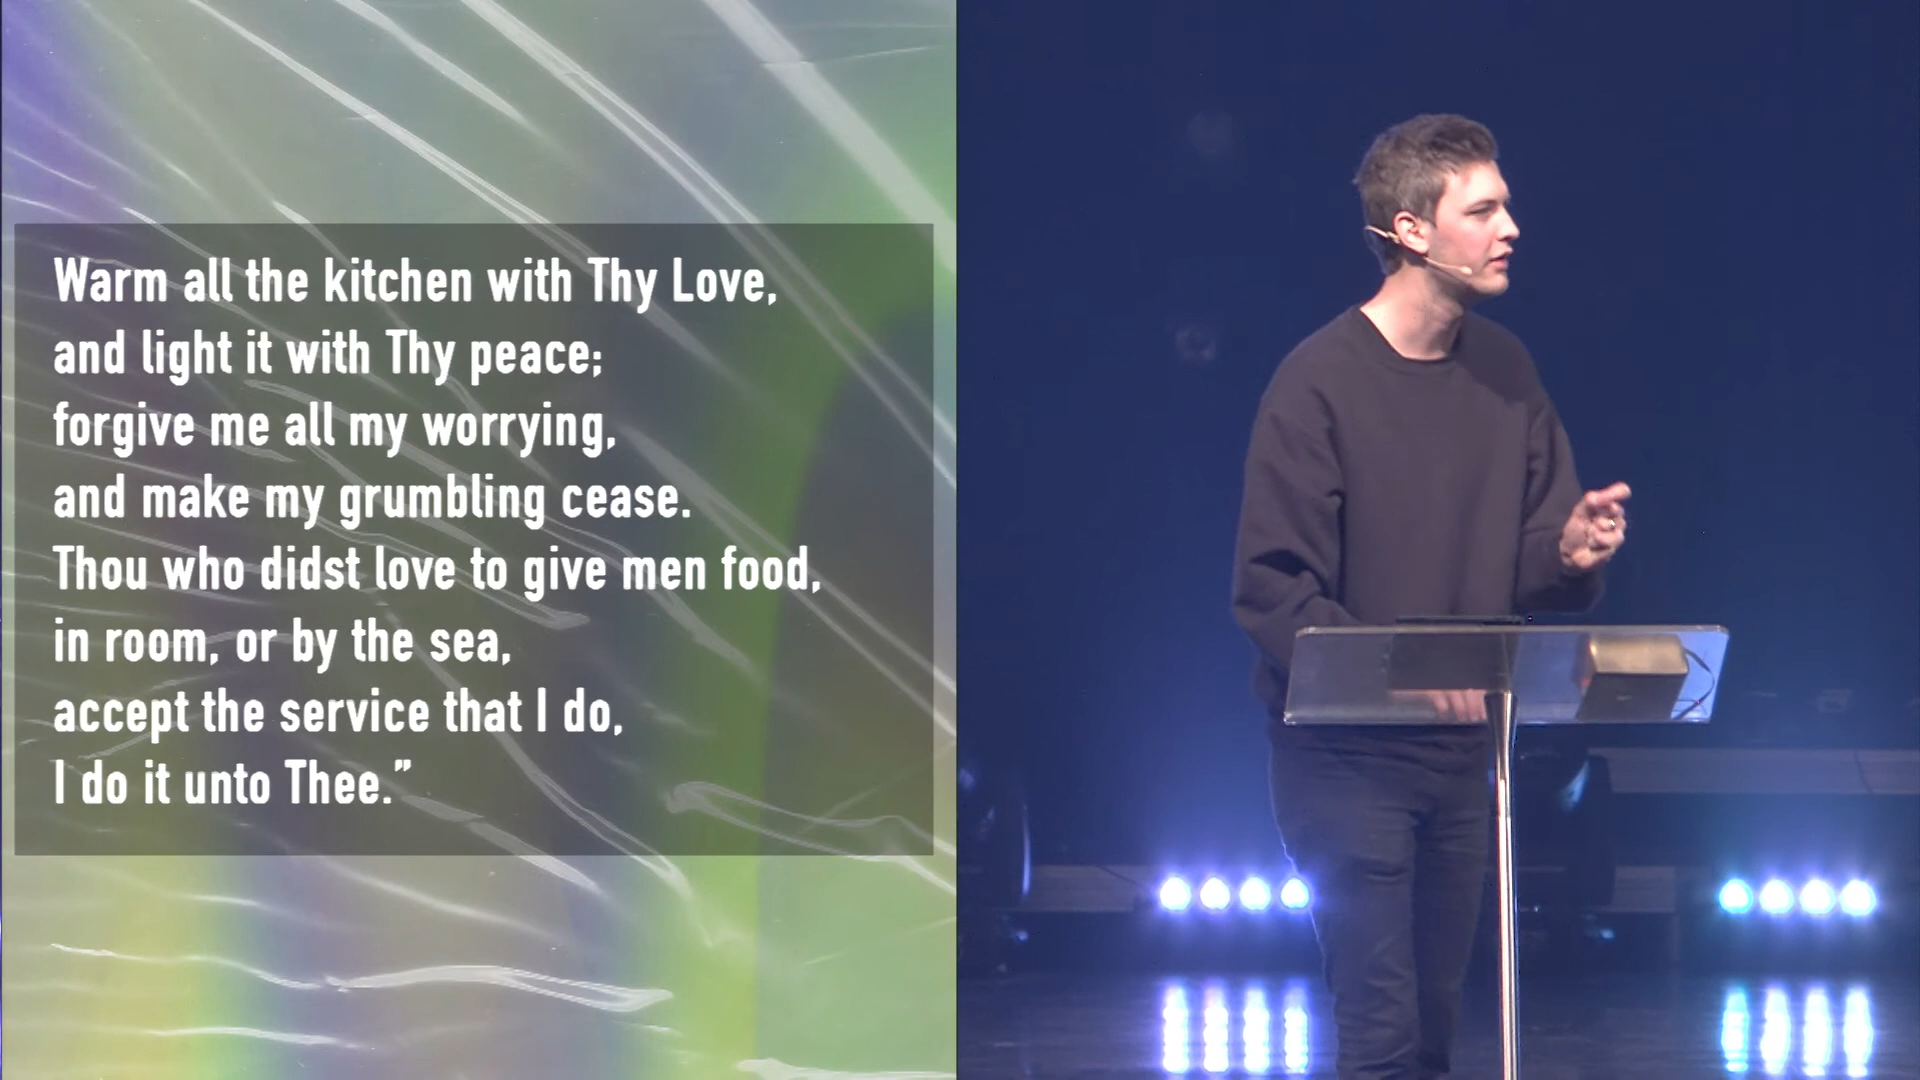 Warm all the kitchen with Thy Love,
and light it with Thy peace;
forgive me all my worrying,
and make my grumbling cease.
Thou who didst love to give men food,
in room, or by the sea,
accept the service that I do,
I do it unto Thee.”